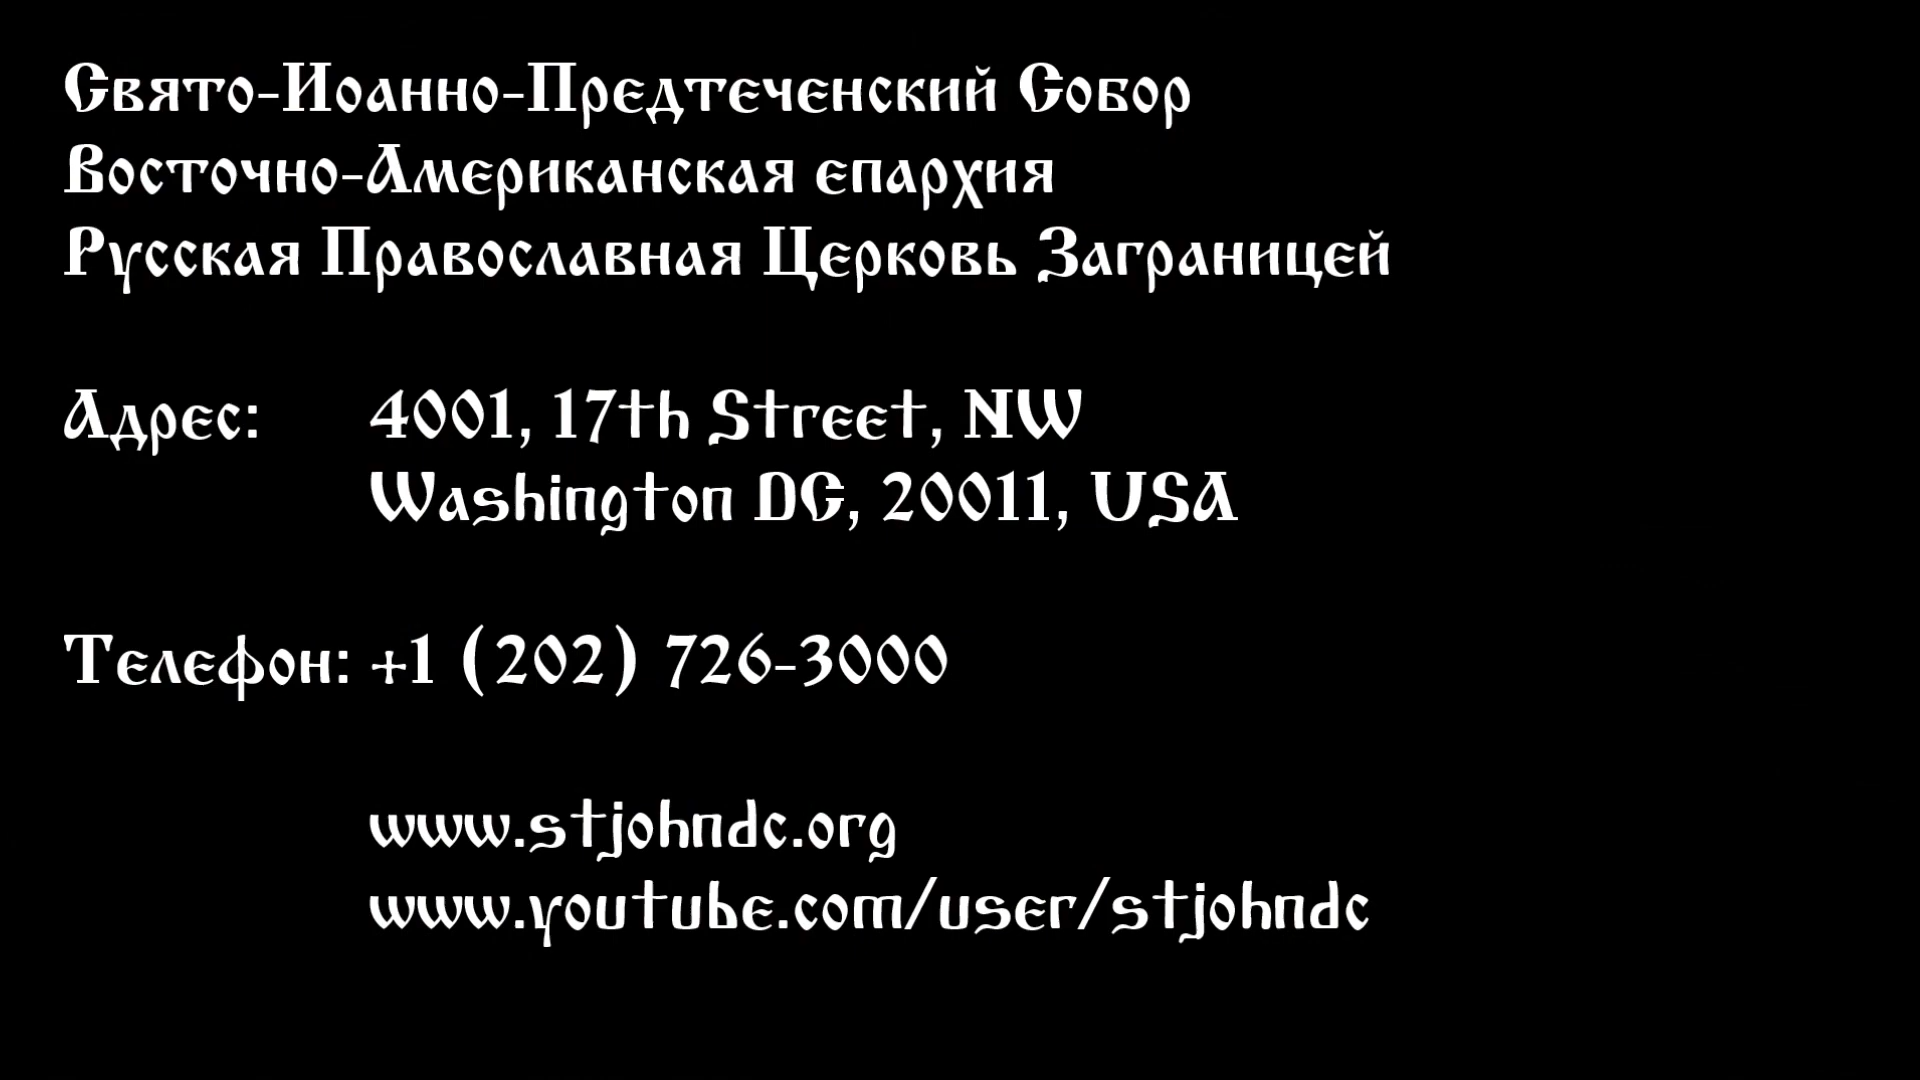 Свято-Иоанно-Предтеченский Собор
Восточно-Американская епархия
Русская Православная Церковь Заграницей
Адрес: 4001, 17th Street, NW
Washington DC, 20011, USA
Телефон: +1 (202) 726-3000
www.stjohndc.org
www.youtube.com/user/stjohndc